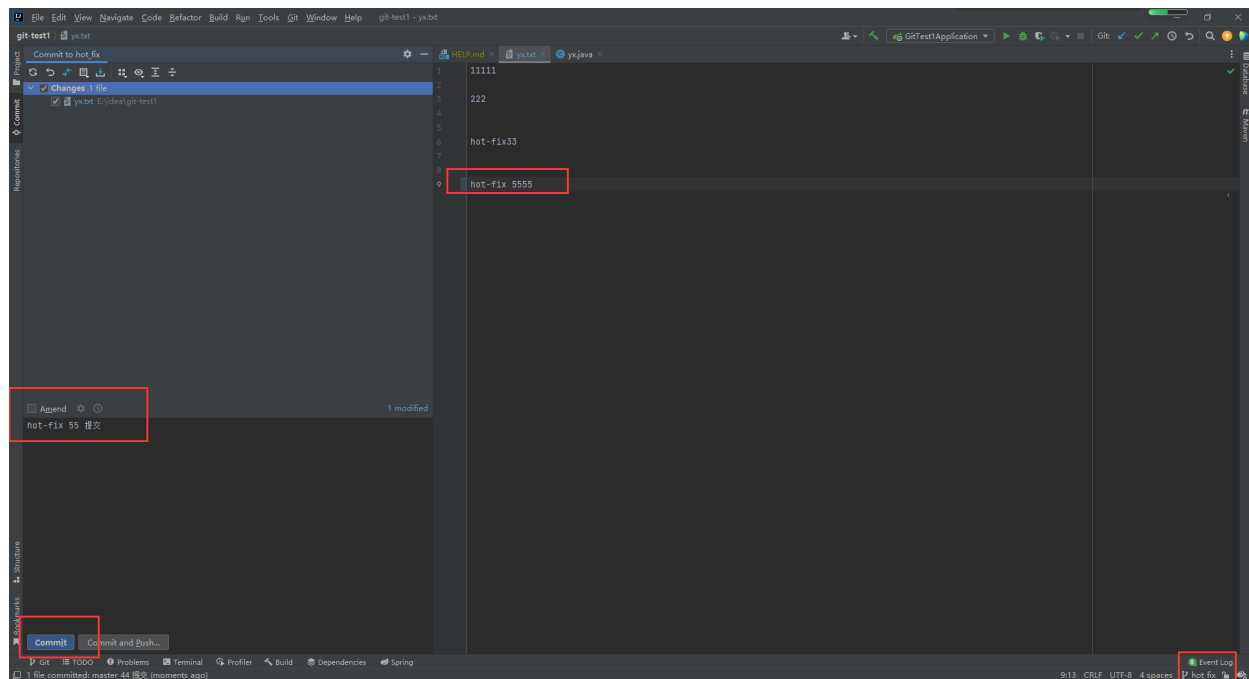 File Edit View Navigate Code Refactor Build Run Tools Git Window Help git-test1 - yx.txt
git-test1 yx.txt GitTest1Application Git:
Commit to hot_fix HELP.md yx.txt yx.java
Project
Commit
Repositories
Structure
Bookmarks
Changes 1 file
yx.txt E:\idea\git-test1
Amend 1 modified
hot-fix 55 提交
Commit Commit and Push...
1 11111
2
3 222
4
5
6 hot-fix33
7
8
9 hot-fix 5555
Database
Maven
Git TODO Problems Terminal Profiler Build Dependencies Spring Event Log
1 file committed: master 44 提交 (moments ago) 9:13 CRLF UTF-8 4 spaces hot fix